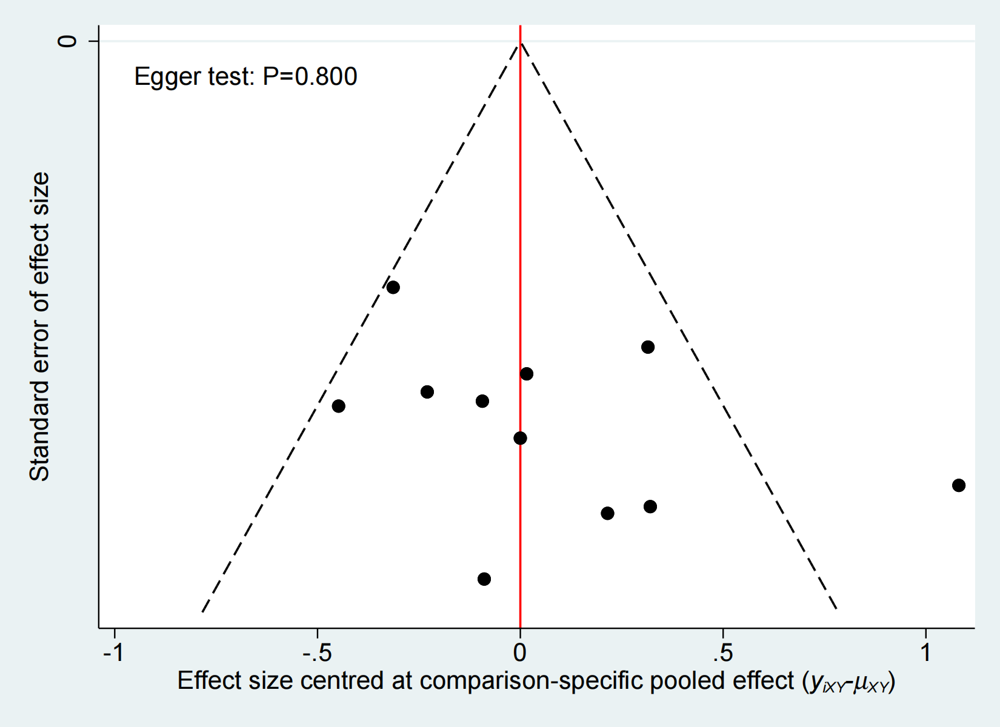 0
Egger test: P=0.800
Standard error of effect size
-1 -.5 0 .5 1
Effect size centred at comparison-specific pooled effect (yiXY-μXY)